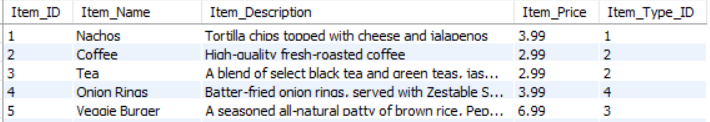 Item_ID Item_Name Item_Description Item_Price Item_Type_ID
1 Nachos Tortilla chips topped with cheese and jalapenos 3.99 1
2 Coffee High-quality fresh-roasted coffee 2.99 2
3 Tea A blend of select black tea and green teas, jas... 2.99 2
4 Onion Rings Batter-fried onion rings, served with Zestable S... 3.99 4
5 Veggie Burger A seasoned all-natural patty of brown rice, Pep... 6.99 3